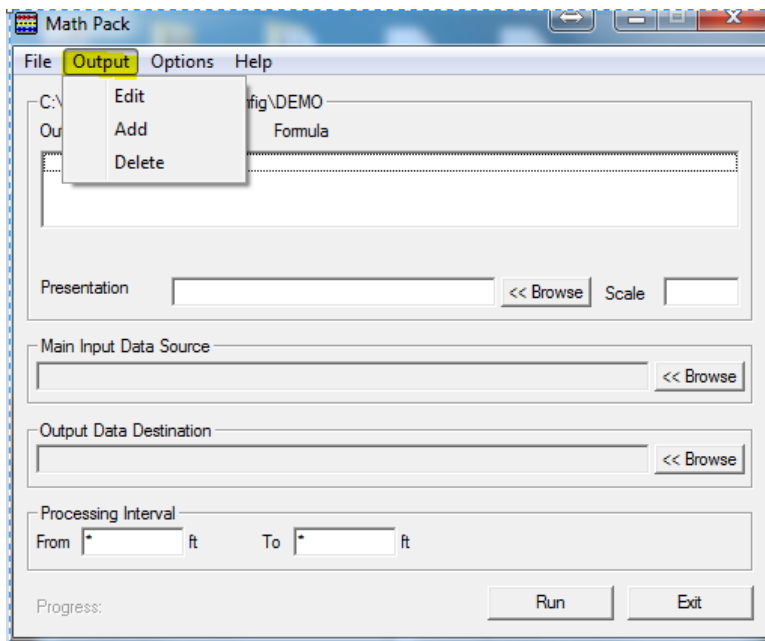 Math Pack
File Output Options Help
Edit
Add
Delete
C:\
fig\DEMO
Formula
Presentation << Browse Scale
Main Input Data Source
<< Browse
Output Data Destination
<< Browse
Processing Interval
From * ft To * ft
Progress: Run Exit